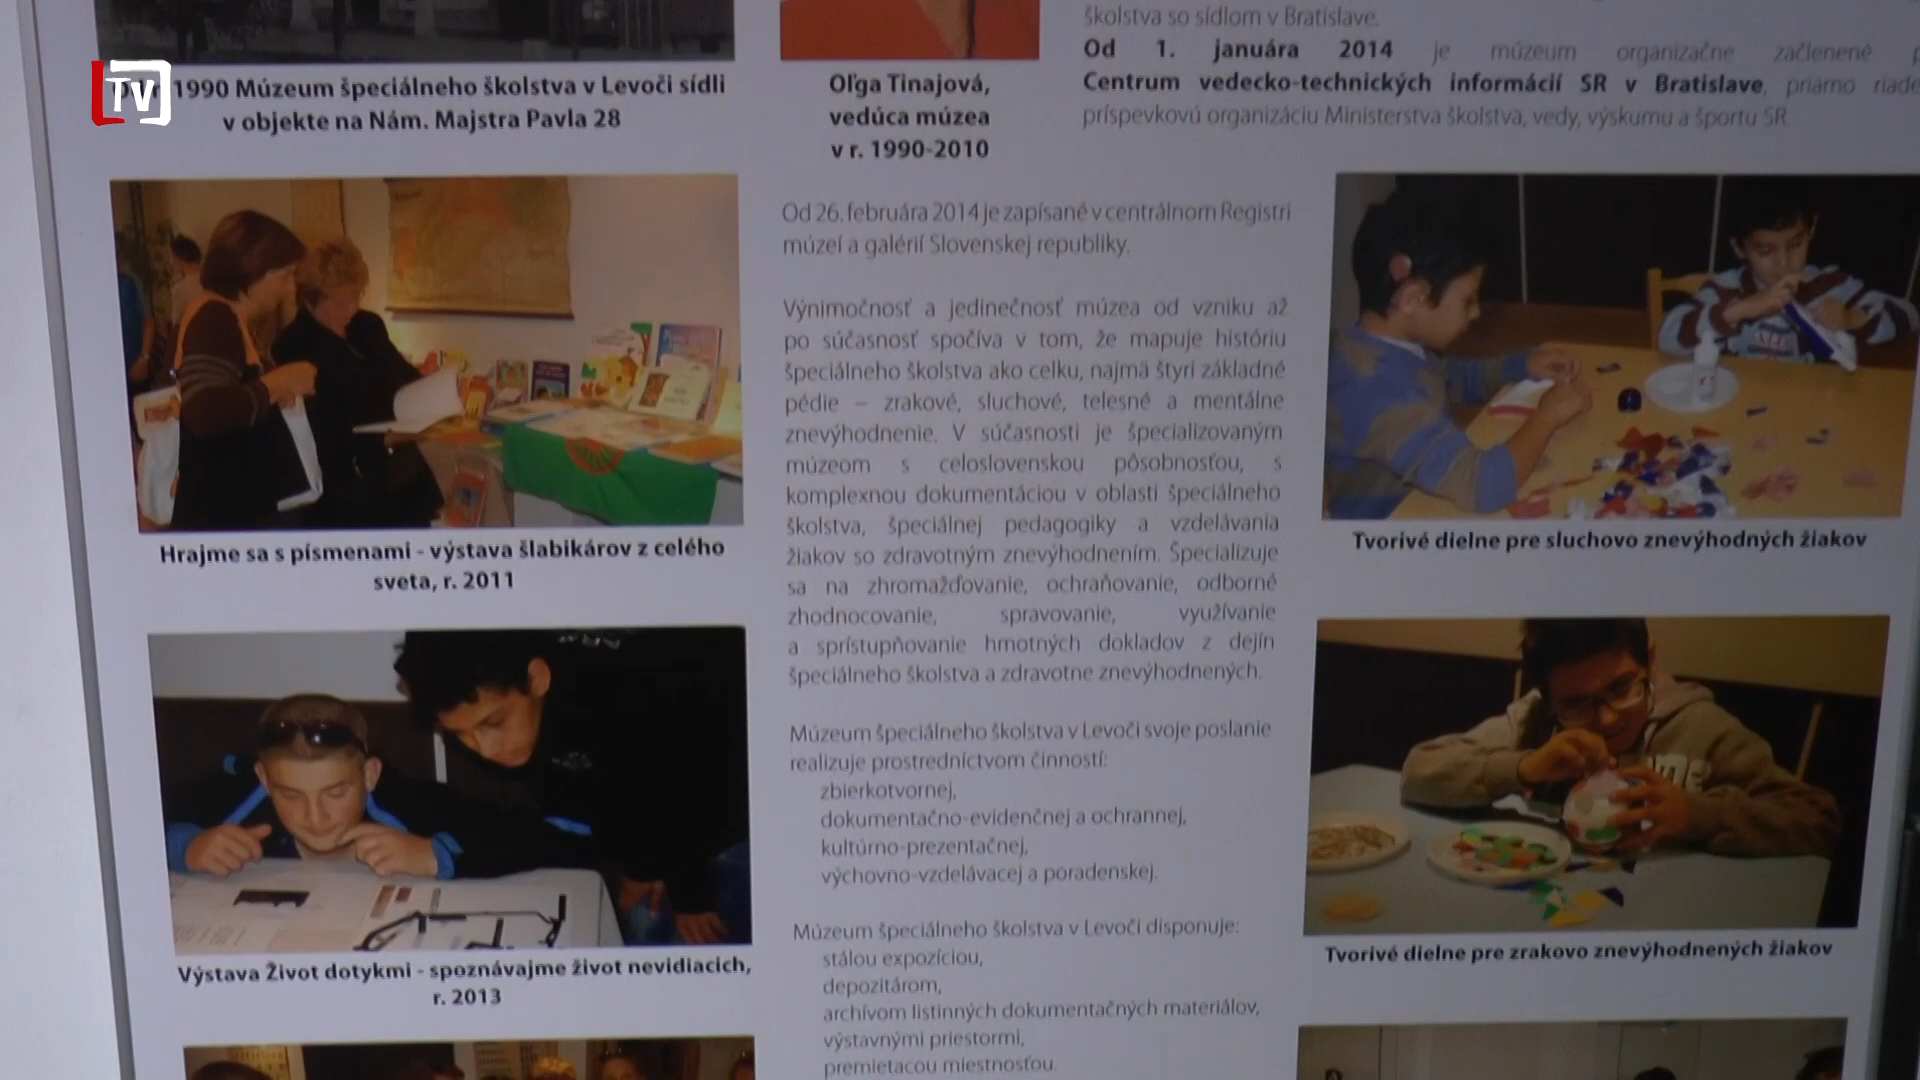 TV
1990 Múzeum špeciálneho školstva v Levoči sídli
v objekte na Nám. Majstra Pavla 28
Oľga Tinajová,
vedúca múzea
v r. 1990-2010
školstva so sídlom v Bratislave.
Od 1. januára 2014 je múzeum organizačne začlenené
Centrum vedecko-technických informácií SR v Bratislave, priamo
príspevkovú organizáciu Ministerstva školstva, vedy, výskumu a športu SR.
Hrajme sa s písmenami - výstava šlabikárov z celého
sveta, r. 2011
Výstava Život dotykmi - spoznávajme život nevidiacich,
r. 2013
Od 26. februára 2014 je zapísané v centrálnom Registri
múzeí a galérií Slovenskej republiky.
Výnimočnosť a jedinečnosť múzea od vzniku až
po súčasnosť spočíva v tom, že mapuje históriu
špeciálneho školstva ako celku, najmä štyri základné
pédie – zrakové, sluchové, telesné a mentálne
znevýhodnenie. V súčasnosti je špecializovaným
múzeom s celoslovenskou pôsobnosťou, s
komplexnou dokumentáciou v oblasti špeciálneho
školstva, špeciálnej pedagogiky a vzdelávania
žiakov so zdravotným znevýhodnením. Špecializuje
sa na zhromažďovanie, ochraňovanie, odborné
zhodnocovanie, spravovanie, využívanie
a sprístupňovanie hmotných dokladov z dejín
špeciálneho školstva a zdravotne znevýhodnených.
Múzeum špeciálneho školstva v Levoči svoje poslanie
realizuje prostredníctvom činností:
zbierkotvornej,
dokumentačno-evidenčnej a ochrannej,
kultúrno-prezentačnej,
výchovno-vzdelávacej a poradenskej.
Múzeum špeciálneho školstva v Levoči disponuje:
stálou expozíciou,
depozitárom,
archívom listinných dokumentačných materiálov,
výstavnými priestormi,
premietacou miestnosťou.
Tvorivé dielne pre sluchovo znevýhodných žiakov
Tvorivé dielne pre zrakovo znevýhodnených žiakov